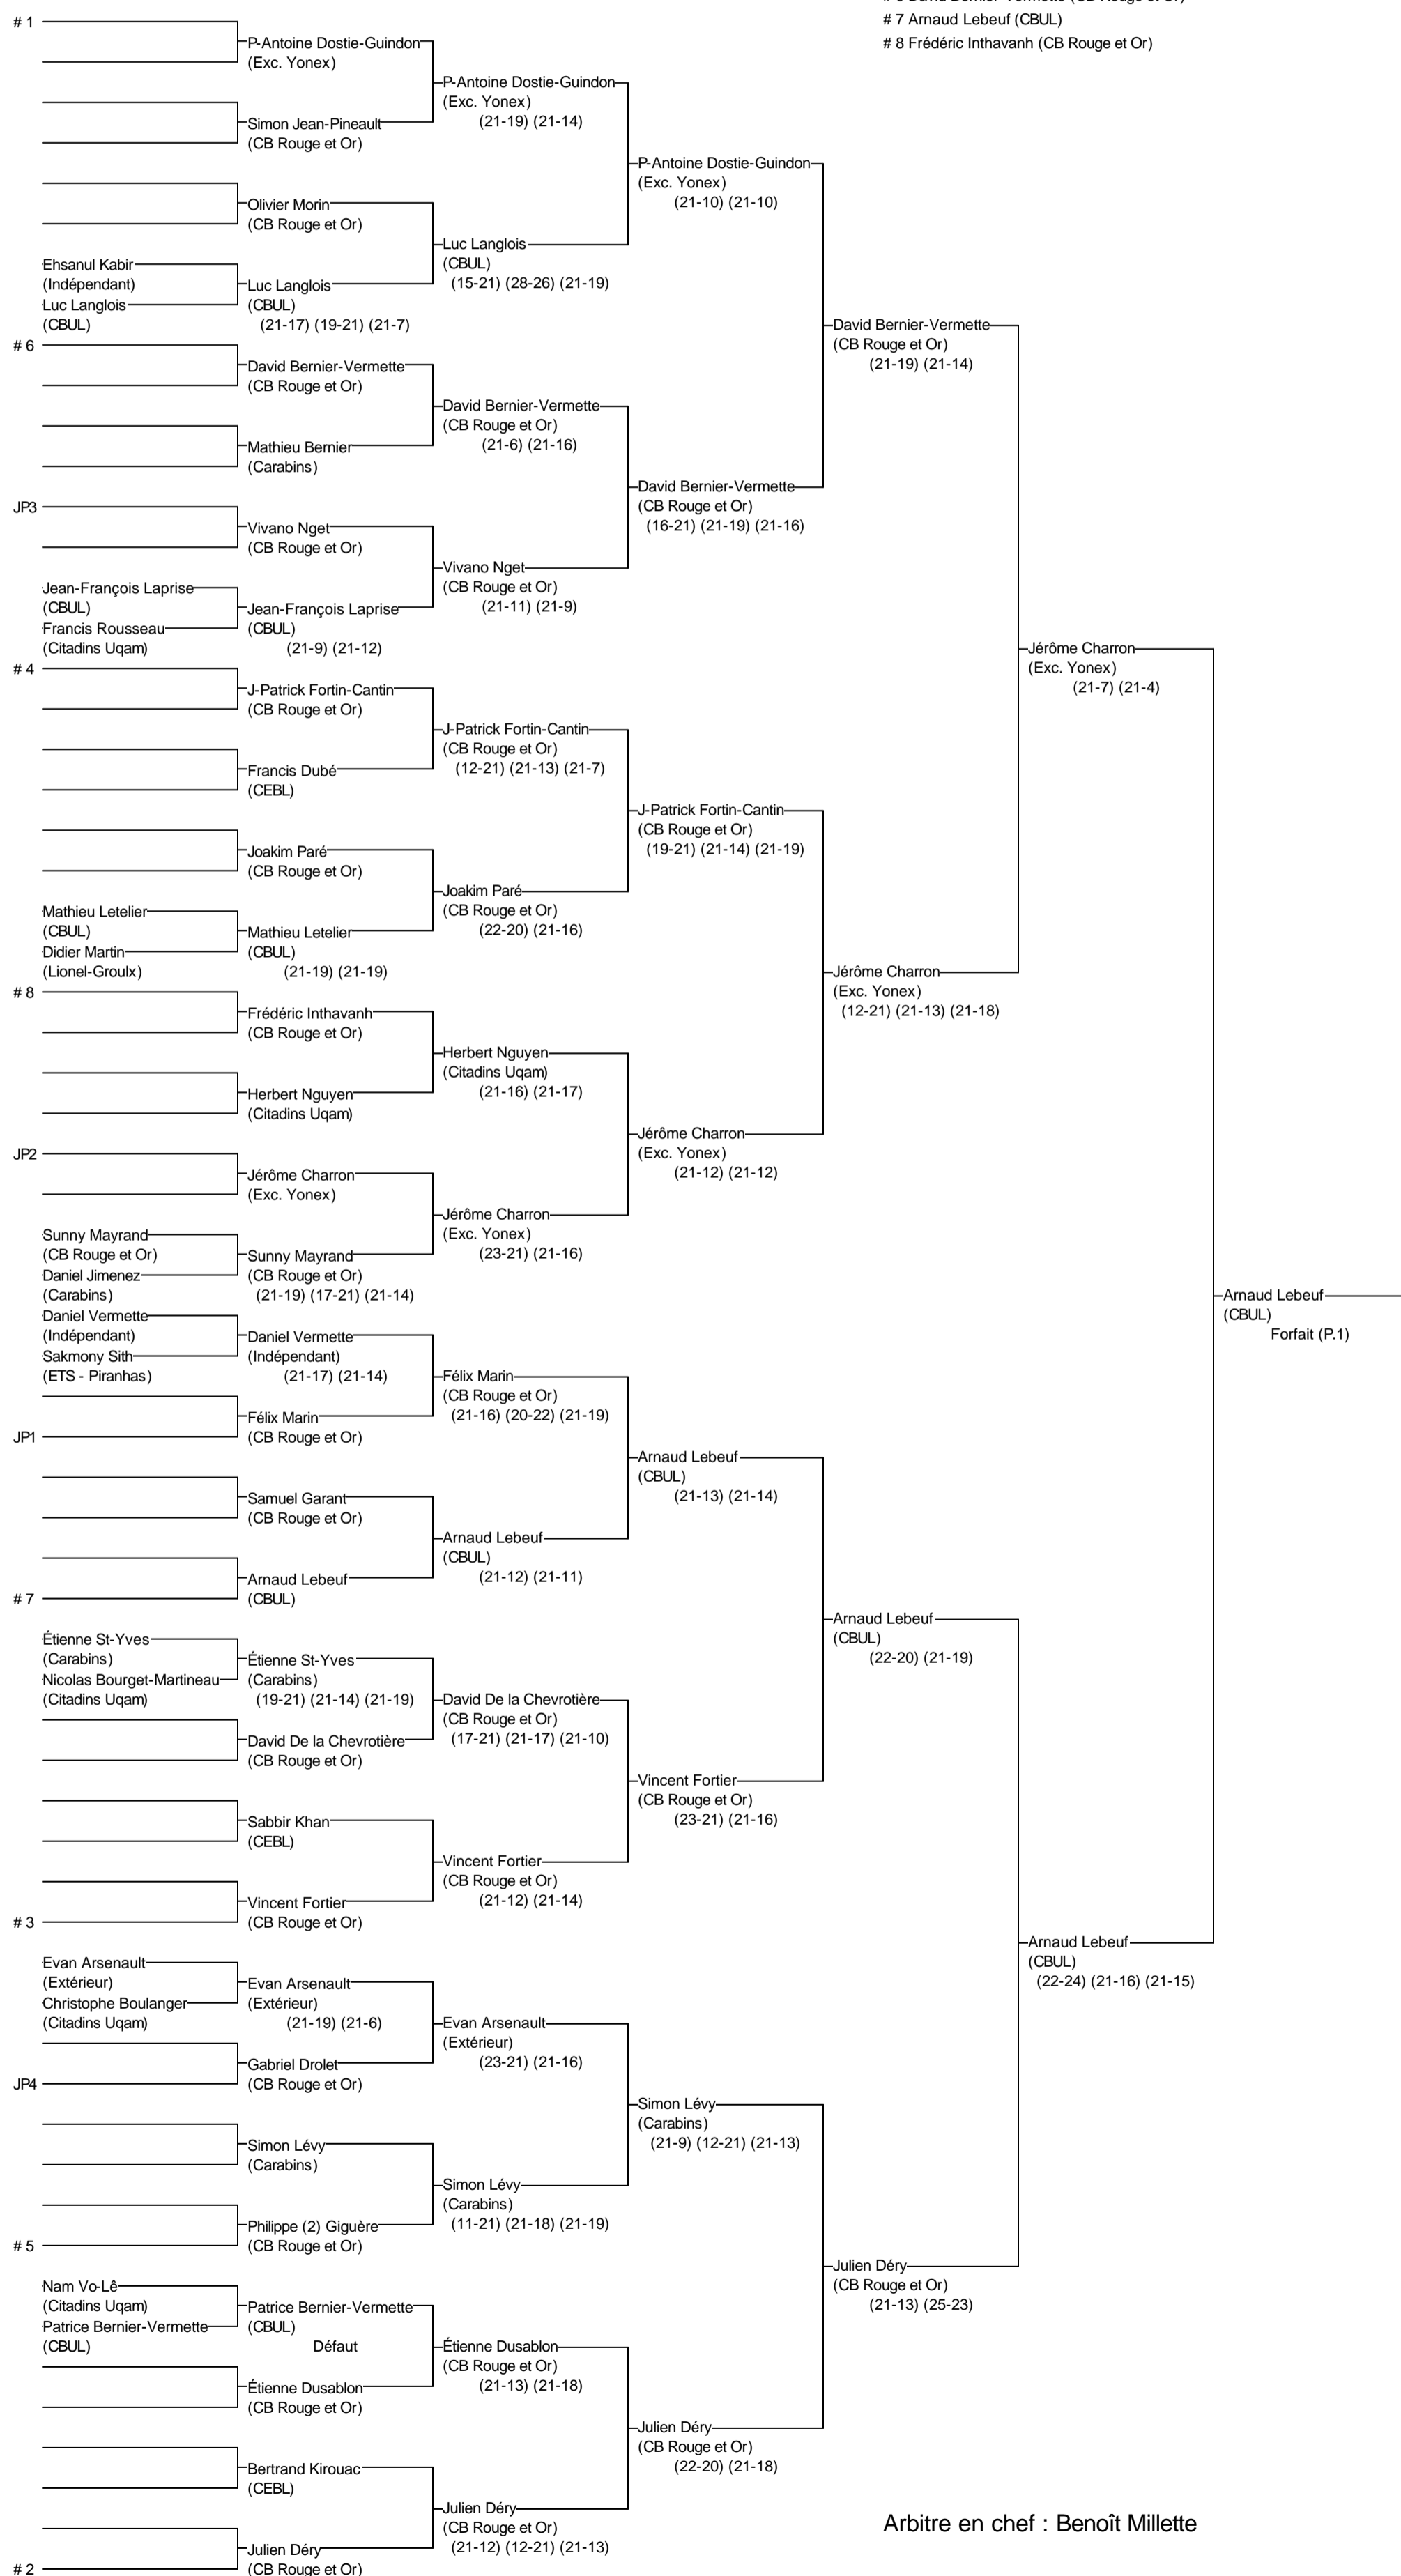 # 7 Arnaud Lebeuf (CBUL)
# 8 Frédéric Inthavanh (CB Rouge et Or)
# 1
P-Antoine Dostie-Guindon
(Exc. Yonex)
P-Antoine Dostie-Guindon
(Exc. Yonex)
(21-19) (21-14)
Simon Jean-Pineault
(CB Rouge et Or)
P-Antoine Dostie-Guindon
(Exc. Yonex)
(21-10) (21-10)
Olivier Morin
(CB Rouge et Or)
Luc Langlois
(CBUL)
(15-21) (28-26) (21-19)
Ehsanul Kabir
(Indépendant)
Luc Langlois
(CBUL)
Luc Langlois
(CBUL)
(21-17) (19-21) (21-7)
David Bernier-Vermette
(CB Rouge et Or)
(21-19) (21-14)
# 6
David Bernier-Vermette
(CB Rouge et Or)
David Bernier-Vermette
(CB Rouge et Or)
(21-6) (21-16)
Mathieu Bernier
(Carabins)
David Bernier-Vermette
(CB Rouge et Or)
(16-21) (21-19) (21-16)
JP3
Vivano Nget
(CB Rouge et Or)
Vivano Nget
(CB Rouge et Or)
(21-11) (21-9)
Jean-François Laprise
(CBUL)
Francis Rousseau
(Citadins Uqam)
Jean-François Laprise
(CBUL)
(21-9) (21-12)
Jérôme Charron
(Exc. Yonex)
(21-7) (21-4)
# 4
J-Patrick Fortin-Cantin
(CB Rouge et Or)
J-Patrick Fortin-Cantin
(CB Rouge et Or)
(12-21) (21-13) (21-7)
Francis Dubé
(CEBL)
J-Patrick Fortin-Cantin
(CB Rouge et Or)
(19-21) (21-14) (21-19)
Joakim Paré
(CB Rouge et Or)
Joakim Paré
(CB Rouge et Or)
(22-20) (21-16)
Mathieu Letelier
(CBUL)
Didier Martin
(Lionel-Groulx)
Mathieu Letelier
(CBUL)
(21-19) (21-19)
Jérôme Charron
(Exc. Yonex)
(12-21) (21-13) (21-18)
# 8
Frédéric Inthavanh
(CB Rouge et Or)
Herbert Nguyen
(Citadins Uqam)
(21-16) (21-17)
Herbert Nguyen
(Citadins Uqam)
Jérôme Charron
(Exc. Yonex)
(21-12) (21-12)
JP2
Jérôme Charron
(Exc. Yonex)
Jérôme Charron
(Exc. Yonex)
(23-21) (21-16)
Sunny Mayrand
(CB Rouge et Or)
Daniel Jimenez
(Carabins)
Sunny Mayrand
(CB Rouge et Or)
(21-19) (17-21) (21-14)
Arnaud Lebeuf
(CBUL)
Forfait (P.1)
Daniel Vermette
(Indépendant)
Sakmony Sith
(ETS - Piranhas)
Daniel Vermette
(Indépendant)
(21-17) (21-14)
Félix Marin
(CB Rouge et Or)
(21-16) (20-22) (21-19)
Félix Marin
(CB Rouge et Or)
JP1
Arnaud Lebeuf
(CBUL)
(21-13) (21-14)
Samuel Garant
(CB Rouge et Or)
Arnaud Lebeuf
(CBUL)
(21-12) (21-11)
Arnaud Lebeuf
(CBUL)
# 7
Arnaud Lebeuf
(CBUL)
(22-20) (21-19)
Étienne St-Yves
(Carabins)
Nicolas Bourget-Martineau
(Citadins Uqam)
Étienne St-Yves
(Carabins)
(19-21) (21-14) (21-19)
David De la Chevrotière
(CB Rouge et Or)
(17-21) (21-17) (21-10)
David De la Chevrotière
(CB Rouge et Or)
Vincent Fortier
(CB Rouge et Or)
(23-21) (21-16)
Sabbir Khan
(CEBL)
Vincent Fortier
(CB Rouge et Or)
(21-12) (21-14)
Vincent Fortier
(CB Rouge et Or)
# 3
Arnaud Lebeuf
(CBUL)
(22-24) (21-16) (21-15)
Evan Arsenault
(Extérieur)
Christophe Boulanger
(Citadins Uqam)
Evan Arsenault
(Extérieur)
(21-19) (21-6)
Evan Arsenault
(Extérieur)
(23-21) (21-16)
Gabriel Drolet
(CB Rouge et Or)
JP4
Simon Lévy
(Carabins)
(21-9) (12-21) (21-13)
Simon Lévy
(Carabins)
Simon Lévy
(Carabins)
(11-21) (21-18) (21-19)
Philippe (2) Giguère
(CB Rouge et Or)
# 5
Julien Déry
(CB Rouge et Or)
(21-13) (25-23)
Nam Vo-Lê
(Citadins Uqam)
Patrice Bernier-Vermette
(CBUL)
Patrice Bernier-Vermette
(CBUL)
Défaut
Étienne Dusablon
(CB Rouge et Or)
(21-13) (21-18)
Étienne Dusablon
(CB Rouge et Or)
Julien Déry
(CB Rouge et Or)
(22-20) (21-18)
Bertrand Kirouac
(CEBL)
Julien Déry
(CB Rouge et Or)
(21-12) (12-21) (21-13)
Julien Déry
(CB Rouge et Or)
# 2
Arbitre en chef : Benoît Millette